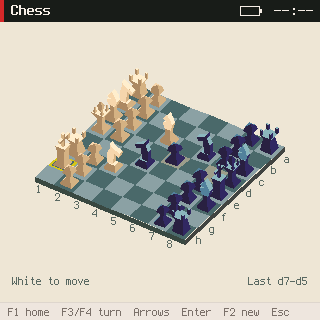 Chess --:--
1 2 3 4 5 6 7 8
h g f e d c b a
White to move Last d7-d5
F1 home F3/F4 turn Arrows Enter F2 new Esc